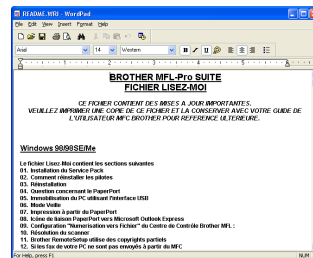 README.WRI - WordPad
File Edit View Insert Format Help
Arial 14 Western
BROTHER MFL-Pro SUITE
FICHIER LISEZ-MOI
CE FICHIER CONTIENT DES MISES A JOUR IMPORTANTES.
VEUILLEZ IMPRIMER UNE COPIE DE CE FICHIER ET LA CONSERVER AVEC VOTRE GUIDE DE
L'UTILISATEUR MFC BROTHER POUR REFERENCE ULTERIEURE.
Windows 98/98SE/Me
Le fichier Lisez-Moi contient les sections suivantes
01. Installation du Service Pack
02. Comment réinstaller les pilotes
03. Réinstallation
04. Question concernant le PaperPort
05. Immobilisation du PC utilisant l'interface USB
06. Mode Veille
07. Impression à partir du PaperPort
08. Icône de liaison PaperPort vers Microsoft Outlook Express
09. Configuration "Numérisation vers Fichier" du Centre de Contrôle Brother MFL :
10. Résolution du scanner
11. Brother RemoteSetup utilise des copyrights partiels
12. Si les fax de votre PC ne sont pas envoyés à partir du MFC
For Help, press F1
NUM